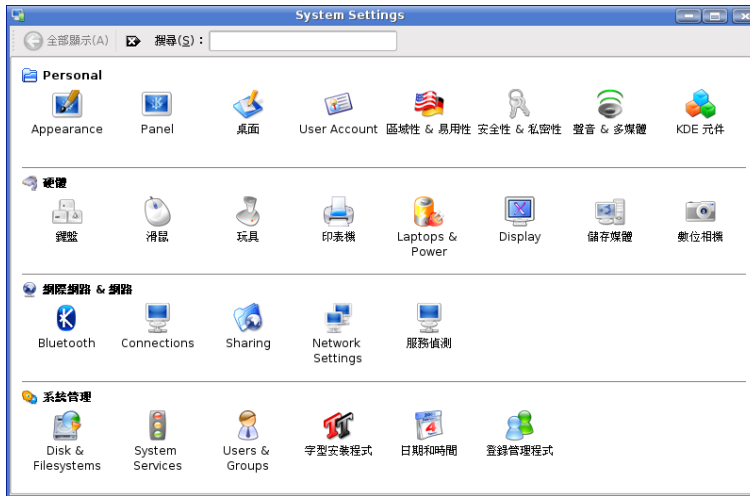 System Settings
全部顯示(A) 搜尋(S)：
Personal
Appearance Panel 桌面 User Account 區域性 & 易用性 安全性 & 私密性 聲音 & 多媒體 KDE 元件
硬體
鍵盤 滑鼠 玩具 印表機 Laptops & Power Display 儲存媒體 數位相機
網際網路 & 網路
Bluetooth Connections Sharing Network Settings 服務偵測
系統管理
Disk & Filesystems System Services Users & Groups 字型安裝程式 日期和時間 登錄管理程式